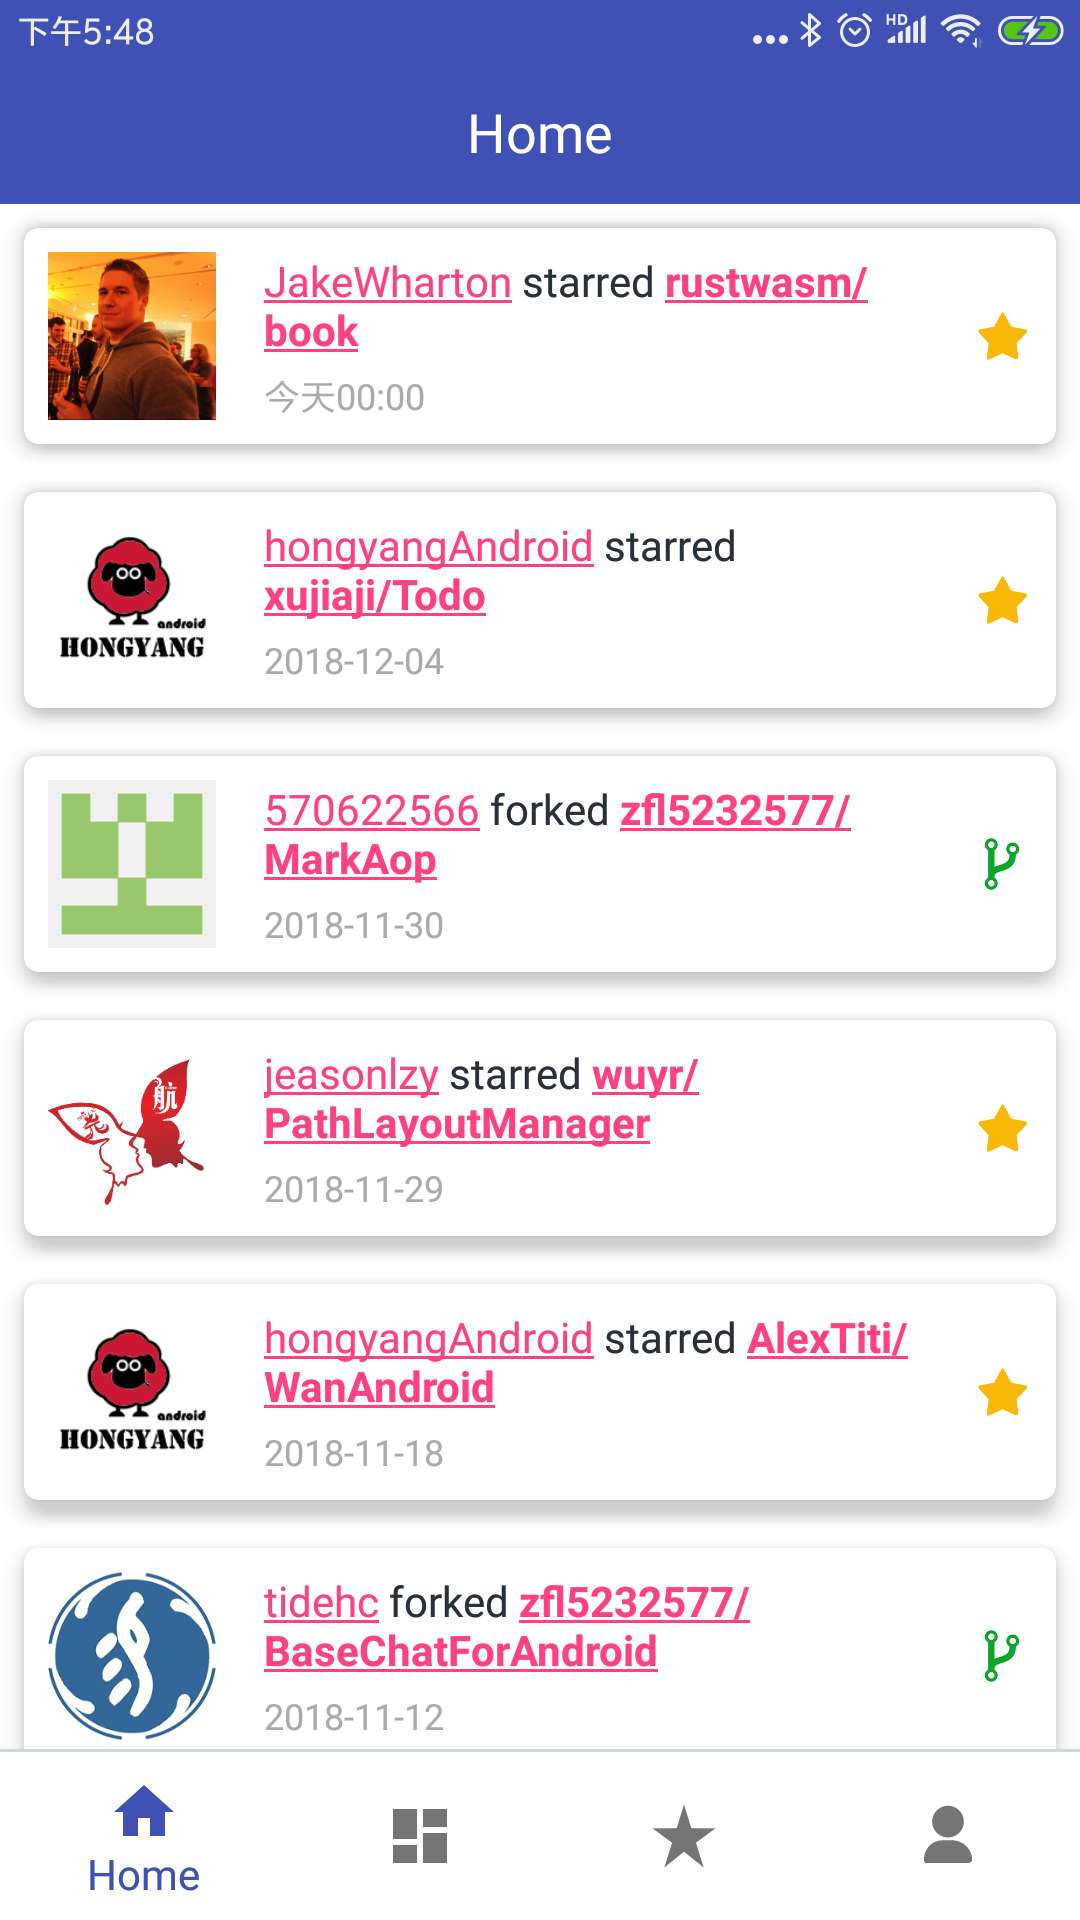 下午5:48
HD
Home
JakeWharton starred rustwasm/
book
今天00:00
android
HONGYANG
hongyangAndroid starred
xujiaji/Todo
2018-12-04
570622566 forked zfl5232577/
MarkAop
2018-11-30
航
jeasonlzy starred wuyr/
PathLayoutManager
2018-11-29
android
HONGYANG
hongyangAndroid starred AlexTiti/
WanAndroid
2018-11-18
tidehc forked zfl5232577/
BaseChatForAndroid
2018-11-12
Home